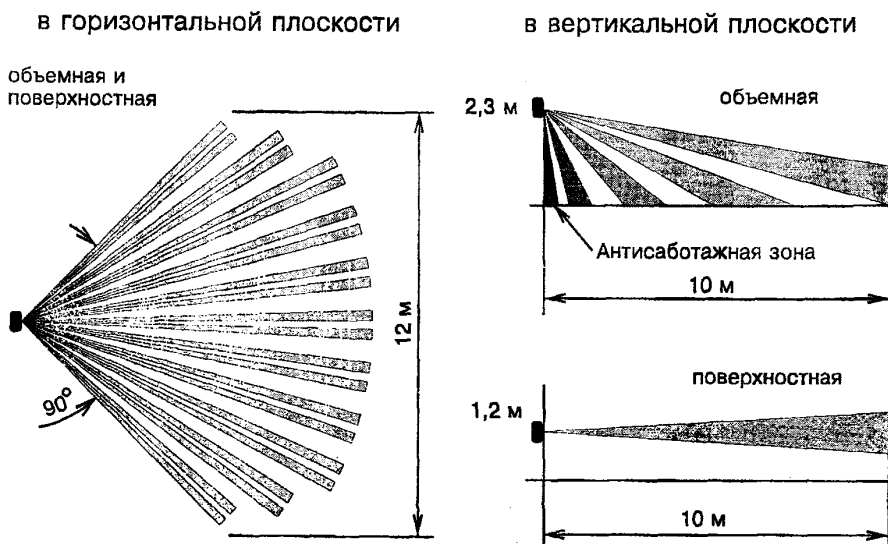 в горизонтальной плоскости
объемная и
поверхностная
90°
12 м
в вертикальной плоскости
объемная
2,3 м
Антисаботажная зона
10 м
поверхностная
1,2 м
10 м